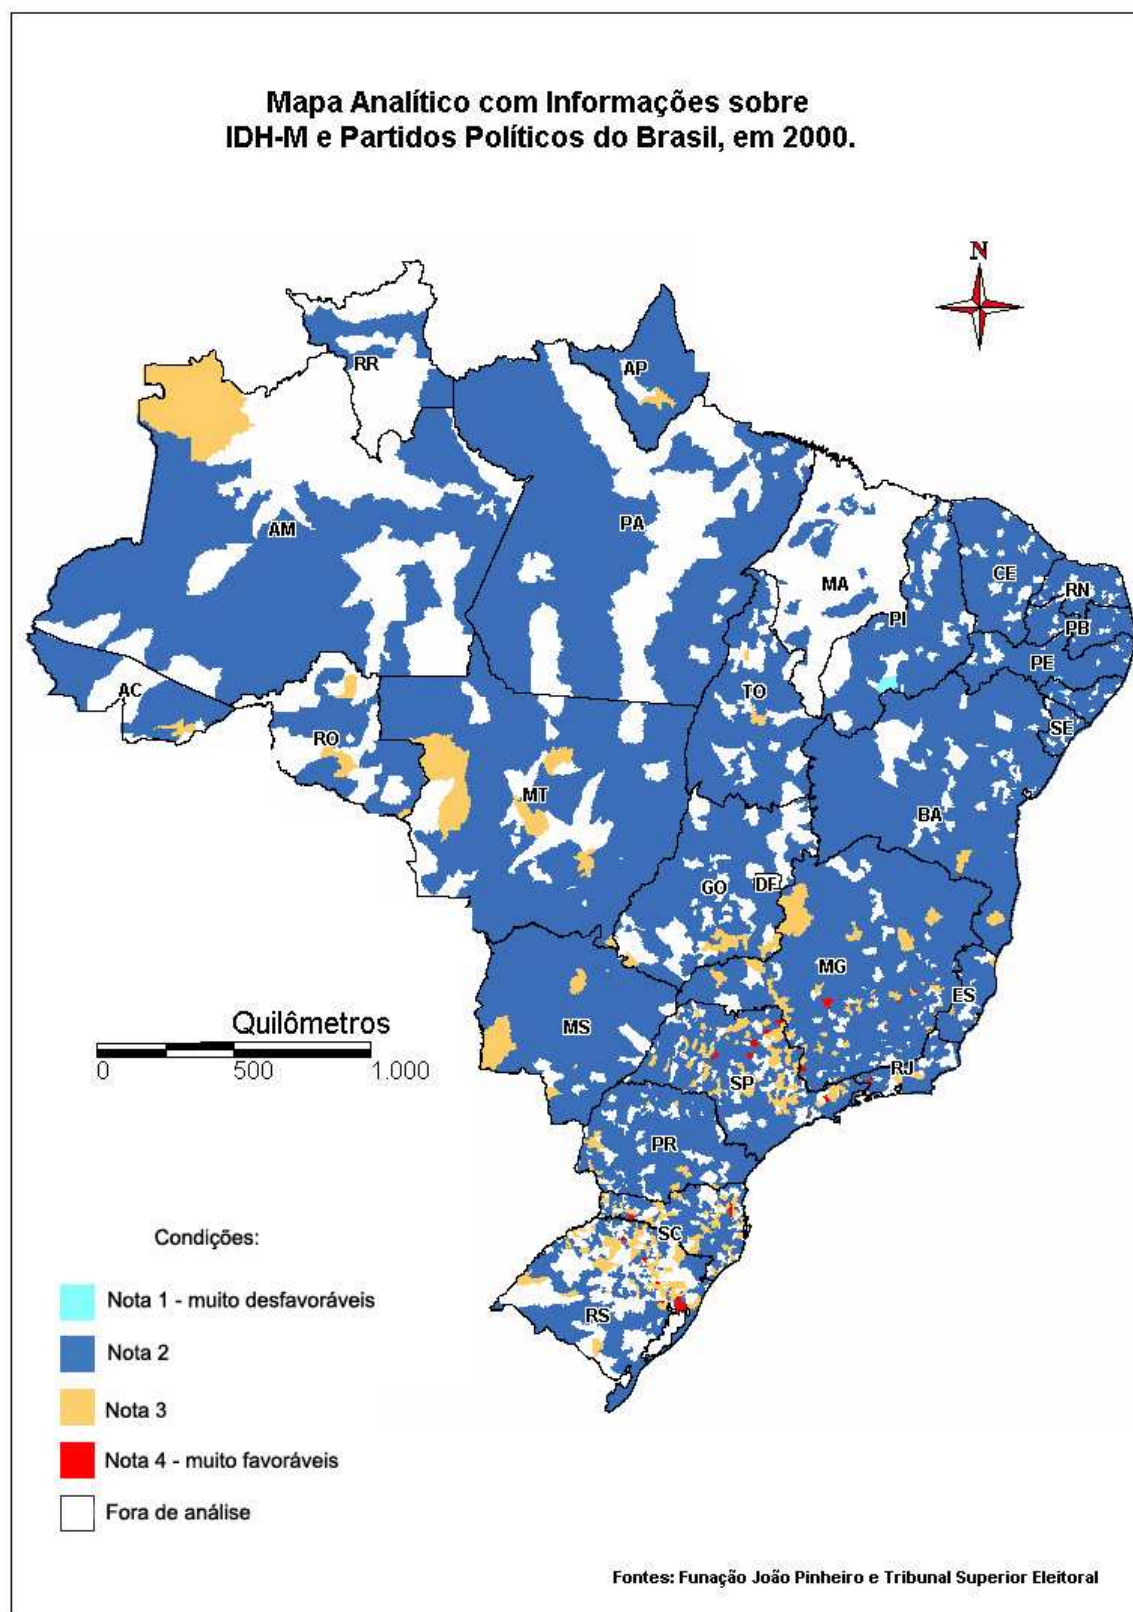 Mapa Analítico com Informações sobre
IDH-M e Partidos Políticos do Brasil, em 2000.
N
RR
AP
AM
PA
MA
CE
RN
PI
PB
PE
AC
TO
SE
RO
MT
BA
GO
DF
MG
ES
MS
Quilômetros
0 500 1.000
SP
RJ
PR
SC
RS
Condições:
Nota 1 - muito desfavoráveis
Nota 2
Nota 3
Nota 4 - muito favoráveis
Fora de análise
Fontes: Funação João Pinheiro e Tribunal Superior Eleitoral